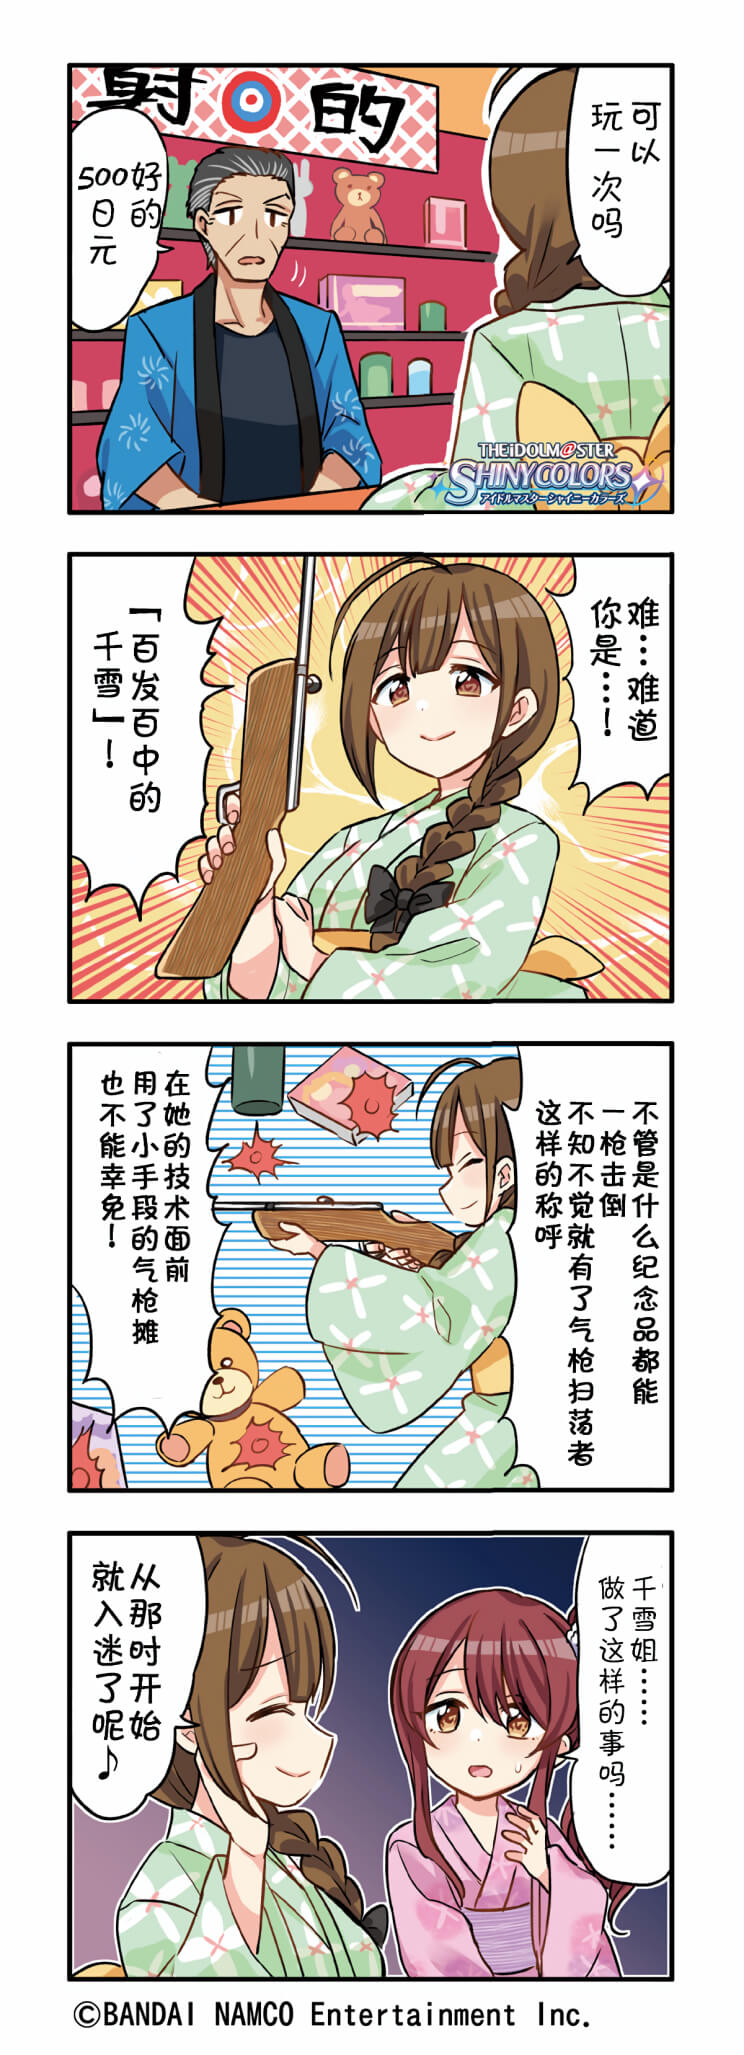 射的
可以
玩一次吗
好的
500
日元
THE iDOLM@STER
SHINY COLORS
アイドルマスターシャイニーカラーズ
难…难道
你是…！
「百发百中的
千雪」！
不管是什么纪念品都能
一枪击倒
不知不觉就有了气枪扫荡者
这样的称呼
在她的技术面前
用了小手段的气枪摊
也不能幸免！
千雪姐……
做了这样的事吗……
从那时开始
就入迷了呢♪
©BANDAI NAMCO Entertainment Inc.